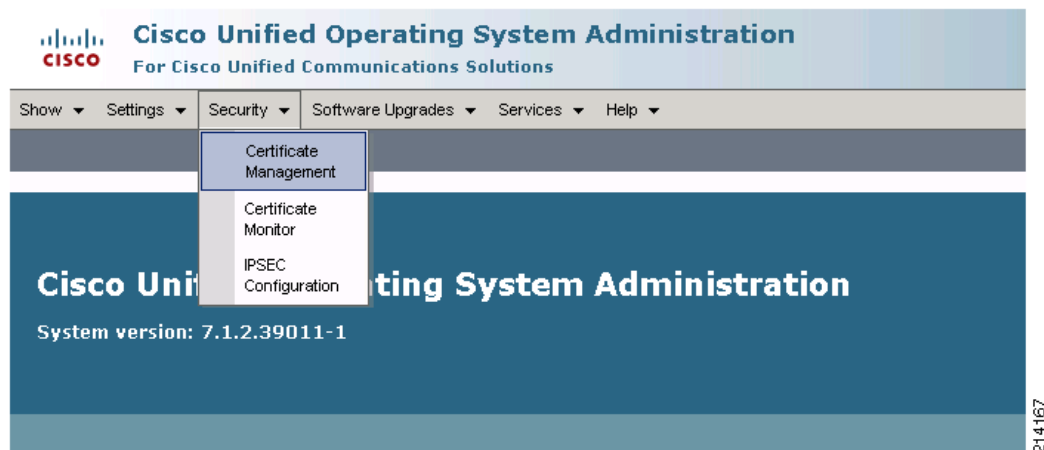 Cisco Unified Operating System Administration
CISCO
For Cisco Unified Communications Solutions
Show Settings Security Software Upgrades Services Help
Certificate
Management
Certificate
Monitor
IPSEC
Configuration
Cisco Uni ting System Administration
System version: 7.1.2.39011-1
214167